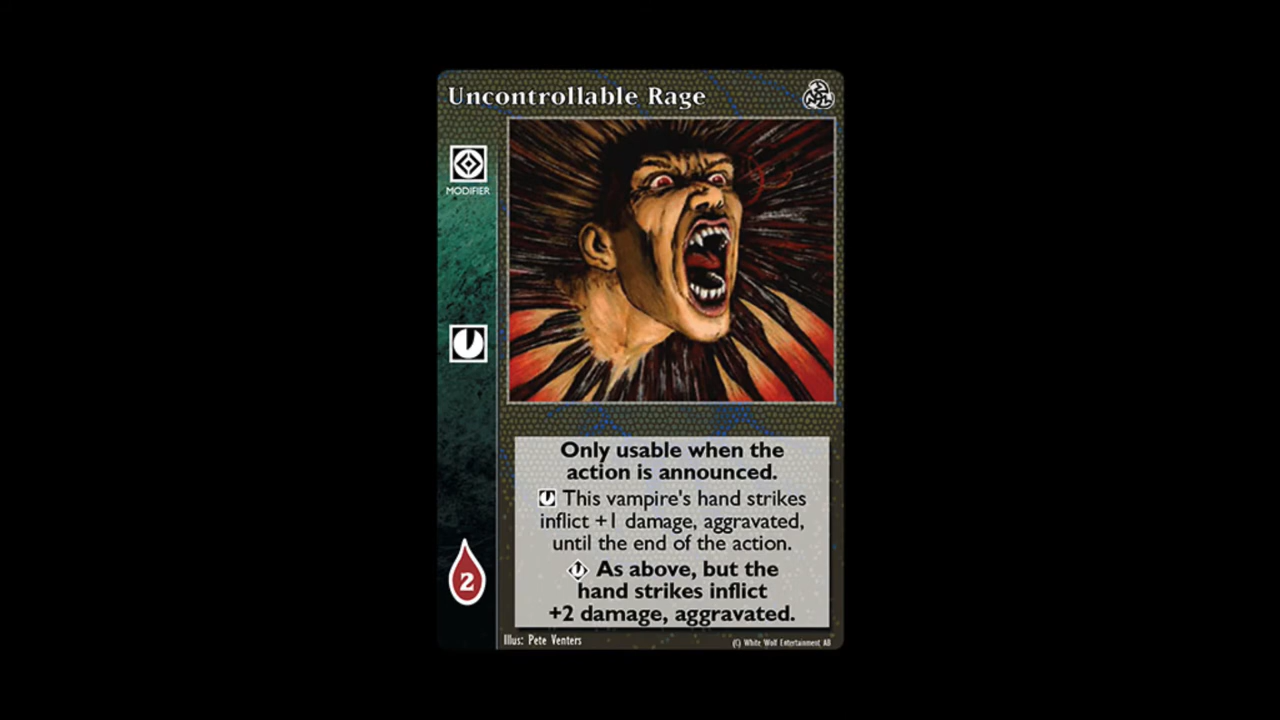 Uncontrollable Rage
MODIFIER
Only usable when the
action is announced.
This vampire's hand strikes
inflict +1 damage, aggravated,
until the end of the action.
As above, but the
hand strikes inflict
+2 damage, aggravated.
2
Illus: Pete Venters
(C) White Wolf Entertainment AB